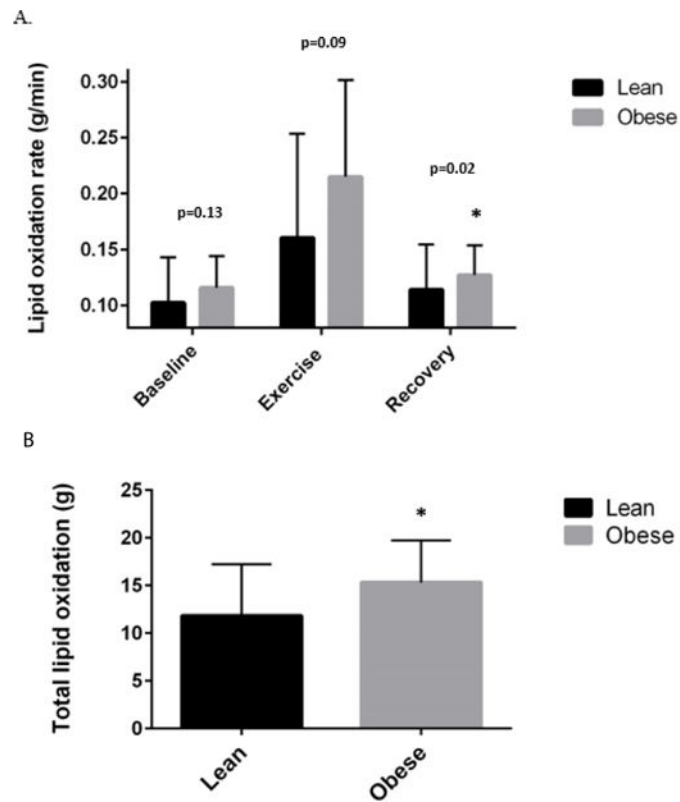 A.
p=0.09
Lipid oxidation rate (g/min)
0.30
0.25
0.20
0.15
0.10
p=0.13
p=0.02
*
Lean
Obese
Baseline
Exercise
Recovery
B
Total lipid oxidation (g)
25
20
15
10
5
0
*
Lean
Obese
Lean
Obese